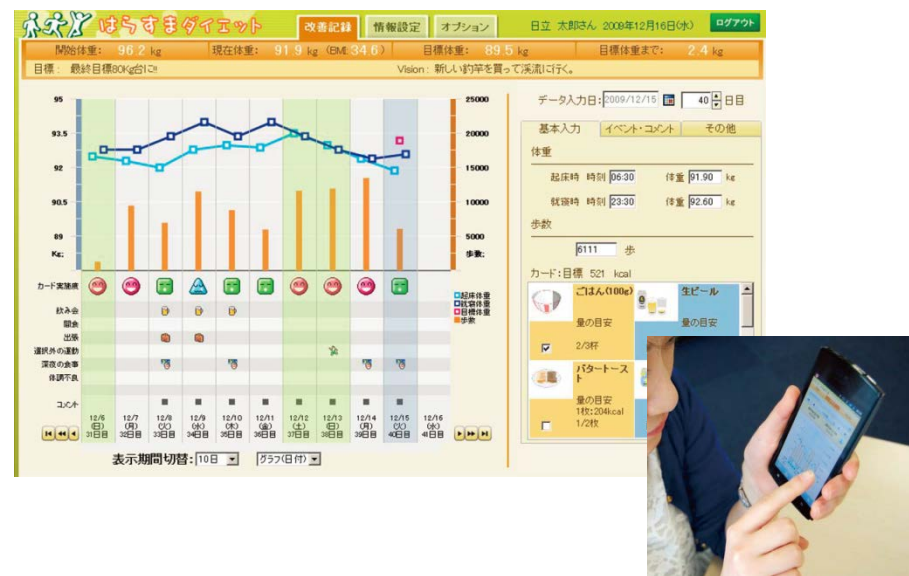 はらすまダイエット
改善記録 情報設定 オプション
日立 太郎さん 2009年12月16日(水) ログアウト
開始体重: 96.2 kg 現在体重: 91.9 kg (BMI: 34.6) 目標体重: 89.5 kg 目標体重まで: 2.4 kg
目標: 最終目標80Kg台に!! Vision: 新しい釣竿を買って渓流に行く。
95 25000
93.5 20000
92 15000
90.5 10000
89 5000
Kg: 歩数:
カード実施度
飲み会
間食
出張
選択外の運動
深夜の食事
体調不良
コメント
起床体重
就寝体重
目標体重
歩数
12/6 12/7 12/8 12/9 12/10 12/11 12/12 12/13 12/14 12/15 12/16
(日) (月) (火) (水) (木) (金) (土) (日) (月) (火) (水)
31日目 32日目 33日目 34日目 35日目 36日目 37日目 38日目 39日目 40日目 41日目
表示期間切替: 10日 グラフ(日付)
データ入力日: 2009/12/15 40 日目
基本入力 イベント・コメント その他
体重
起床時 時刻 06:30 体重 91.90 kg
就寝時 時刻 23:30 体重 92.60 kg
歩数
6111 歩
カード:目標 521 kcal
ごはん(100g) 生ビール
量の目安 量の目安
2/3杯
バタートースト
量の目安
1枚:204kcal
1/2枚